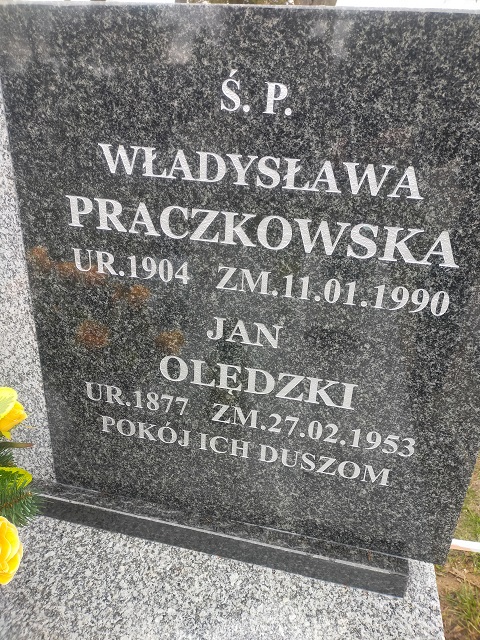 Ś. P.
WŁADYSŁAWA
PRACZKOWSKA
UR.1904 ZM.11.01.1990
JAN
OLĘDZKI
UR.1877 ZM.27.02.1953
POKÓJ ICH DUSZOM